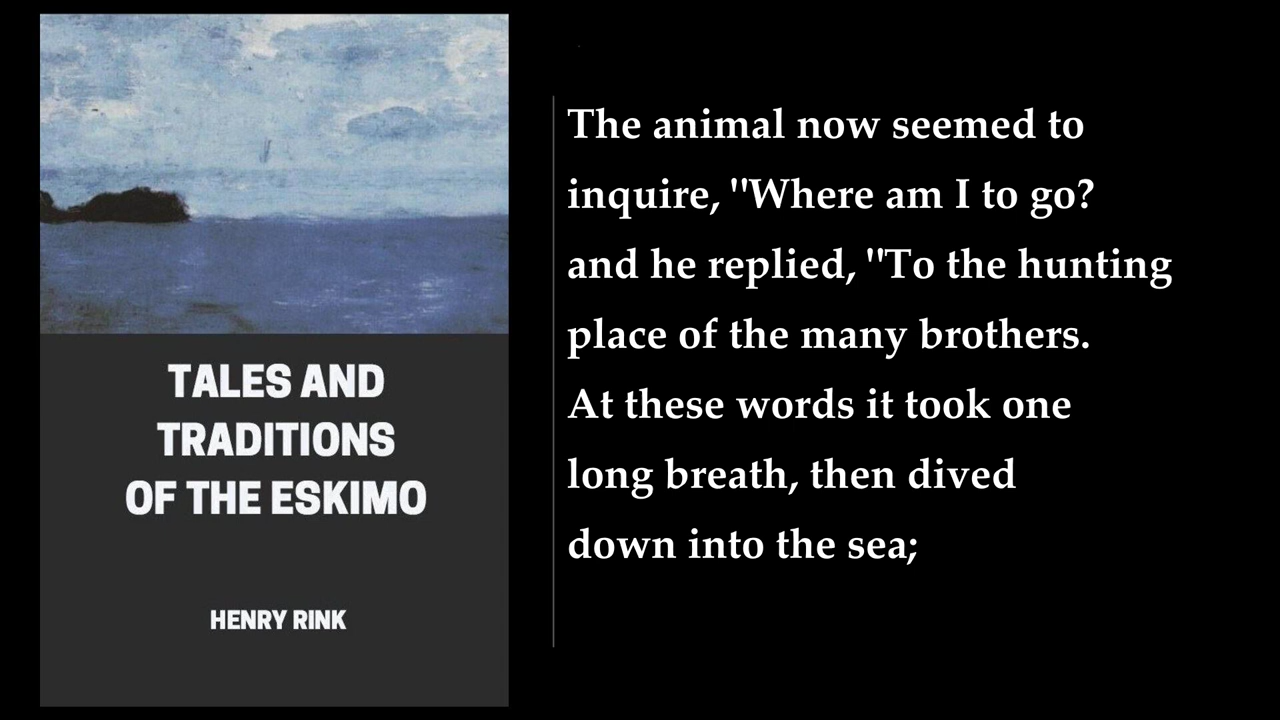 TALES AND
TRADITIONS
OF THE ESKIMO
HENRY RINK
The animal now seemed to
inquire, "Where am I to go?
and he replied, "To the hunting
place of the many brothers.
At these words it took one
long breath, then dived
down into the sea;